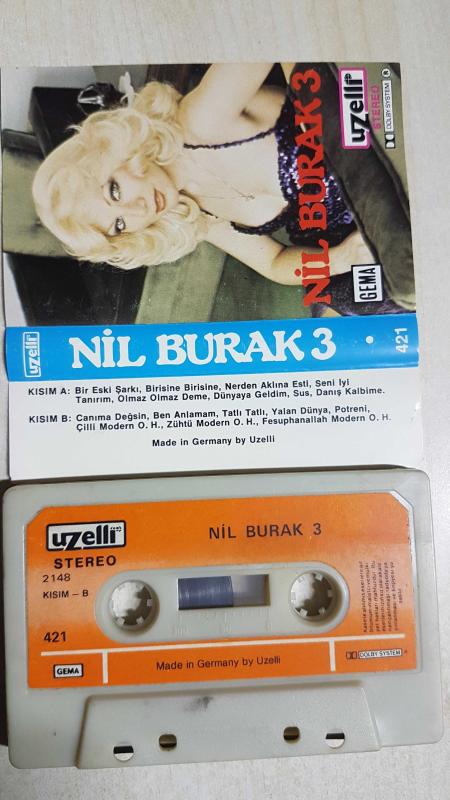 uzelli
STEREO
DOLBY SYSTEM
NİL BURAK 3
GEMA
uzelli
NİL BURAK 3 • 421
KISIM A: Bir Eski Şarkı, Birisine Birisine, Nerden Aklına Esti, Seni Iyi
Tanırım, Olmaz Olmaz Deme, Dünyaya Geldim, Sus, Danış Kalbime.
KISIM B: Canıma Değsin, Ben Anlamam, Tatlı Tatlı, Yalan Dünya, Potreni,
Çilli Modern O. H., Zühtü Modern O. H., Fesuphanallah Modern O. H.
Made in Germany by Uzelli
uzelli
STEREO
2148
KISIM – B
421
GEMA
NİL BURAK 3
Made in Germany by Uzelli
DOLBY SYSTEM